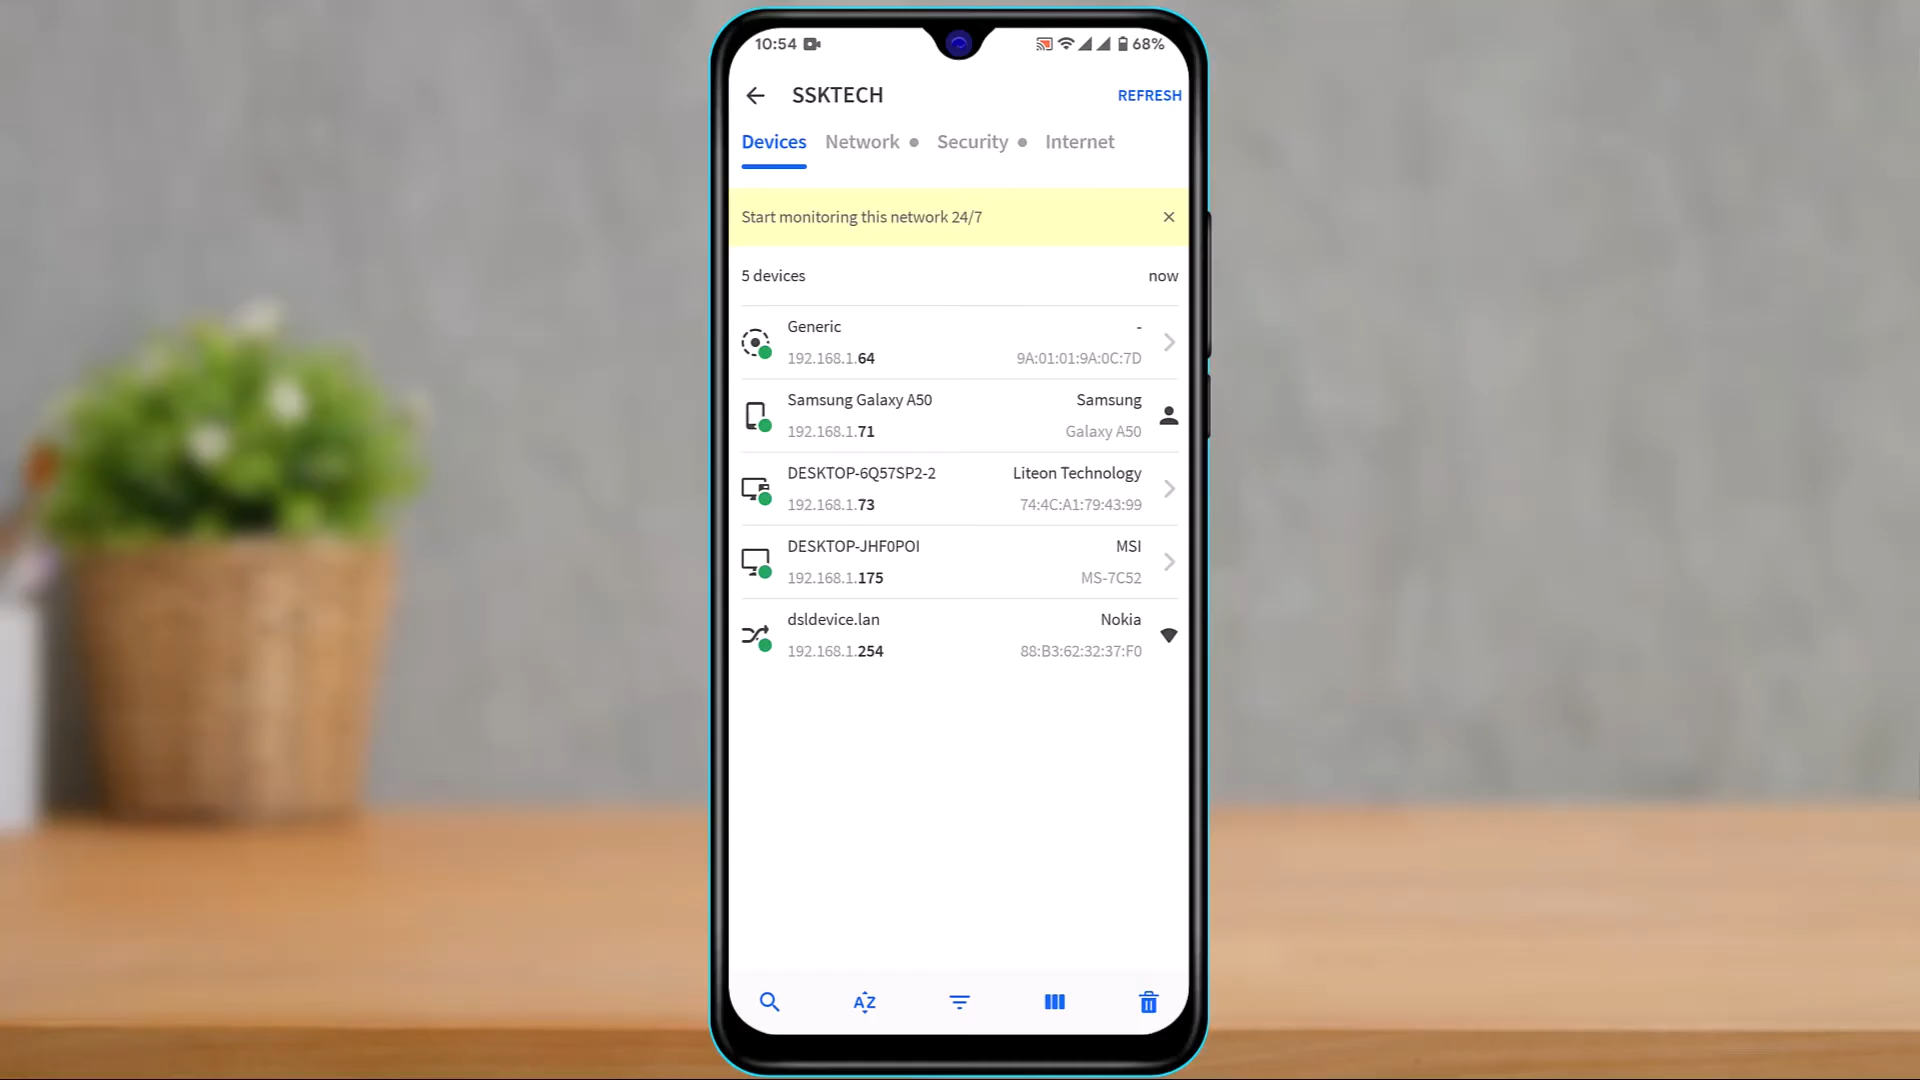 10:54 68%
SSKTECH REFRESH
Devices Network Security Internet
Start monitoring this network 24/7
5 devices now
Generic -
192.168.1.64 9A:01:01:9A:0C:7D
Samsung Galaxy A50 Samsung
192.168.1.71 Galaxy A50
DESKTOP-6Q57SP2-2 Liteon Technology
192.168.1.73 74:4C:A1:79:43:99
DESKTOP-JHF0POI MSI
192.168.1.175 MS-7C52
dsldevice.lan Nokia
192.168.1.254 88:B3:62:32:37:F0
AZ